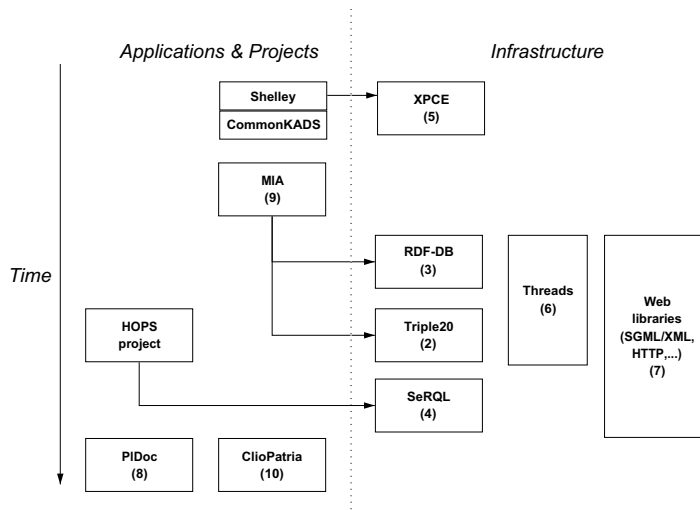 Applications & Projects
Infrastructure
Shelley
CommonKADS
XPCE
(5)
MIA
(9)
RDF-DB
(3)
Threads
(6)
Web
libraries
(SGML/XML,
HTTP,...)
(7)
Time
HOPS
project
Triple20
(2)
SeRQL
(4)
PlDoc
(8)
ClioPatria
(10)